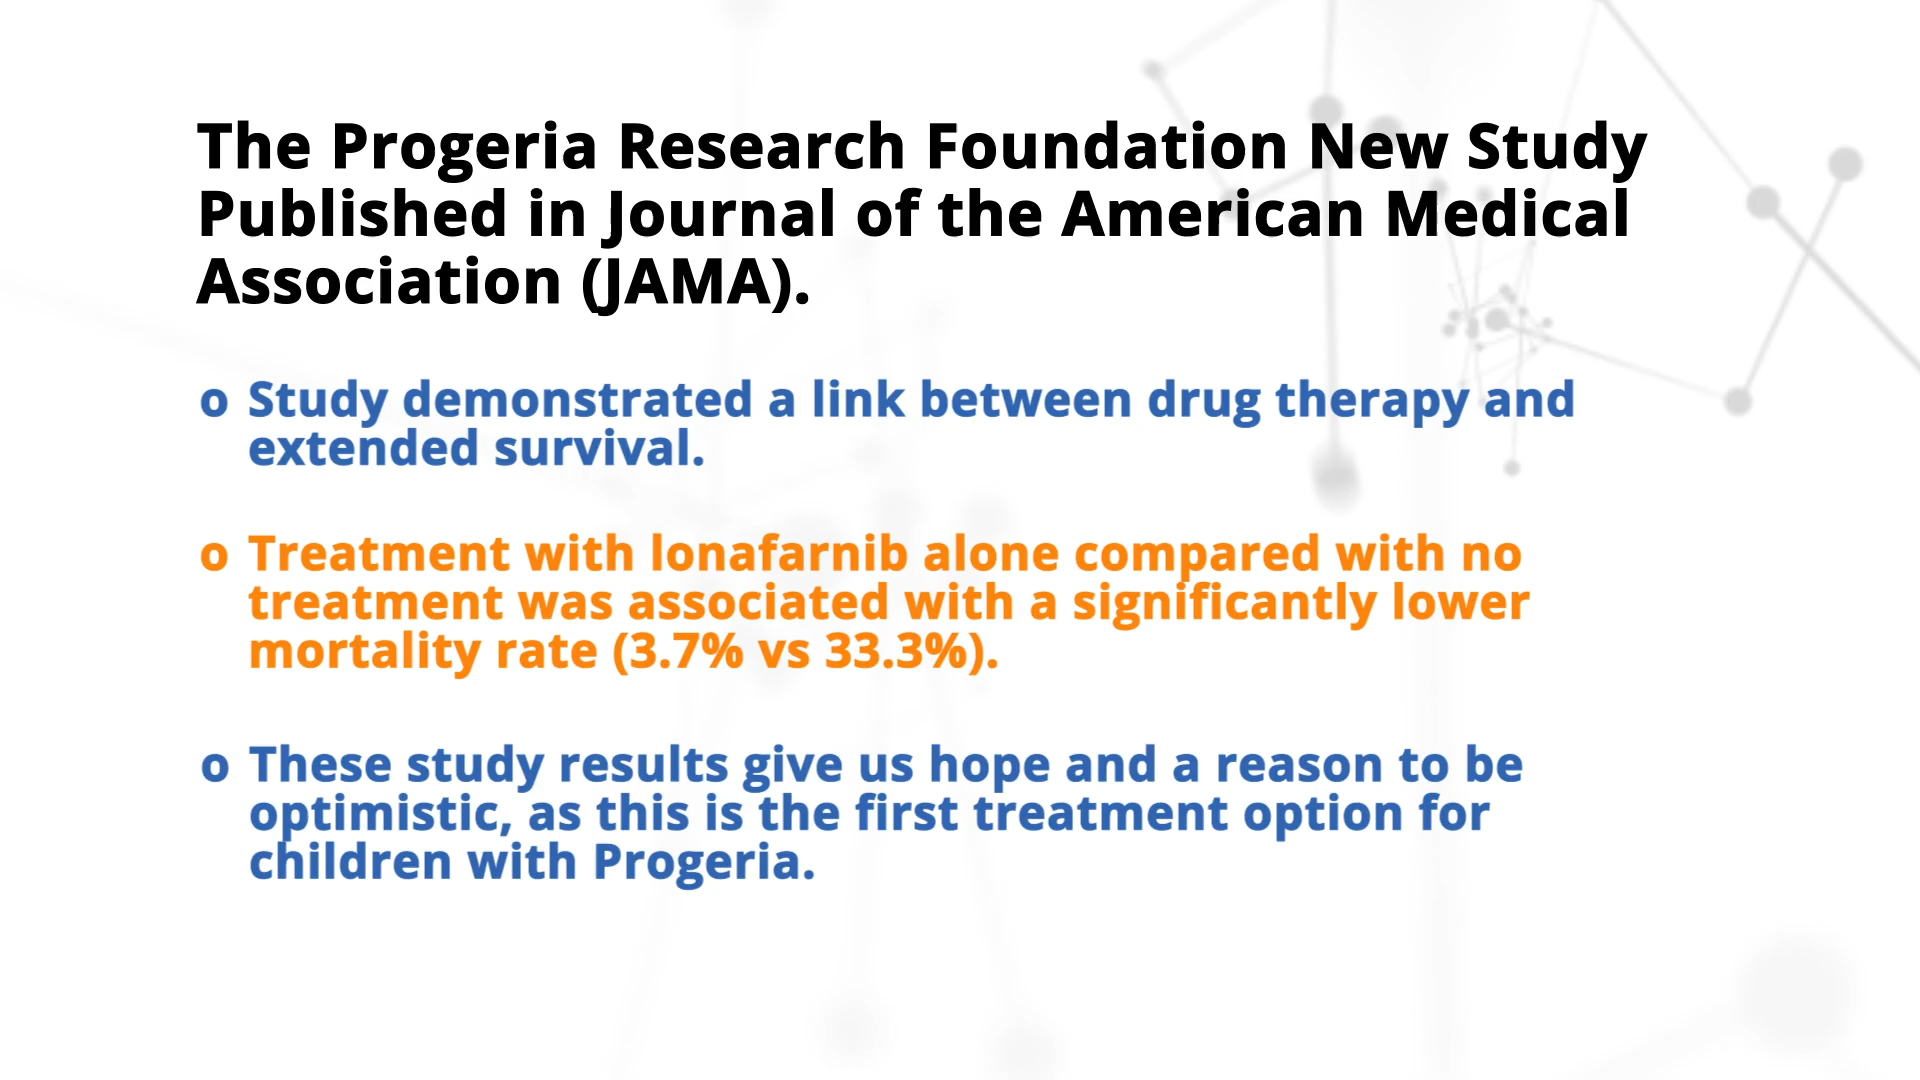 The Progeria Research Foundation New Study
Published in Journal of the American Medical
Association (JAMA).
o Study demonstrated a link between drug therapy and
extended survival.
o Treatment with lonafarnib alone compared with no
treatment was associated with a significantly lower
mortality rate (3.7% vs 33.3%).
o These study results give us hope and a reason to be
optimistic, as this is the first treatment option for
children with Progeria.